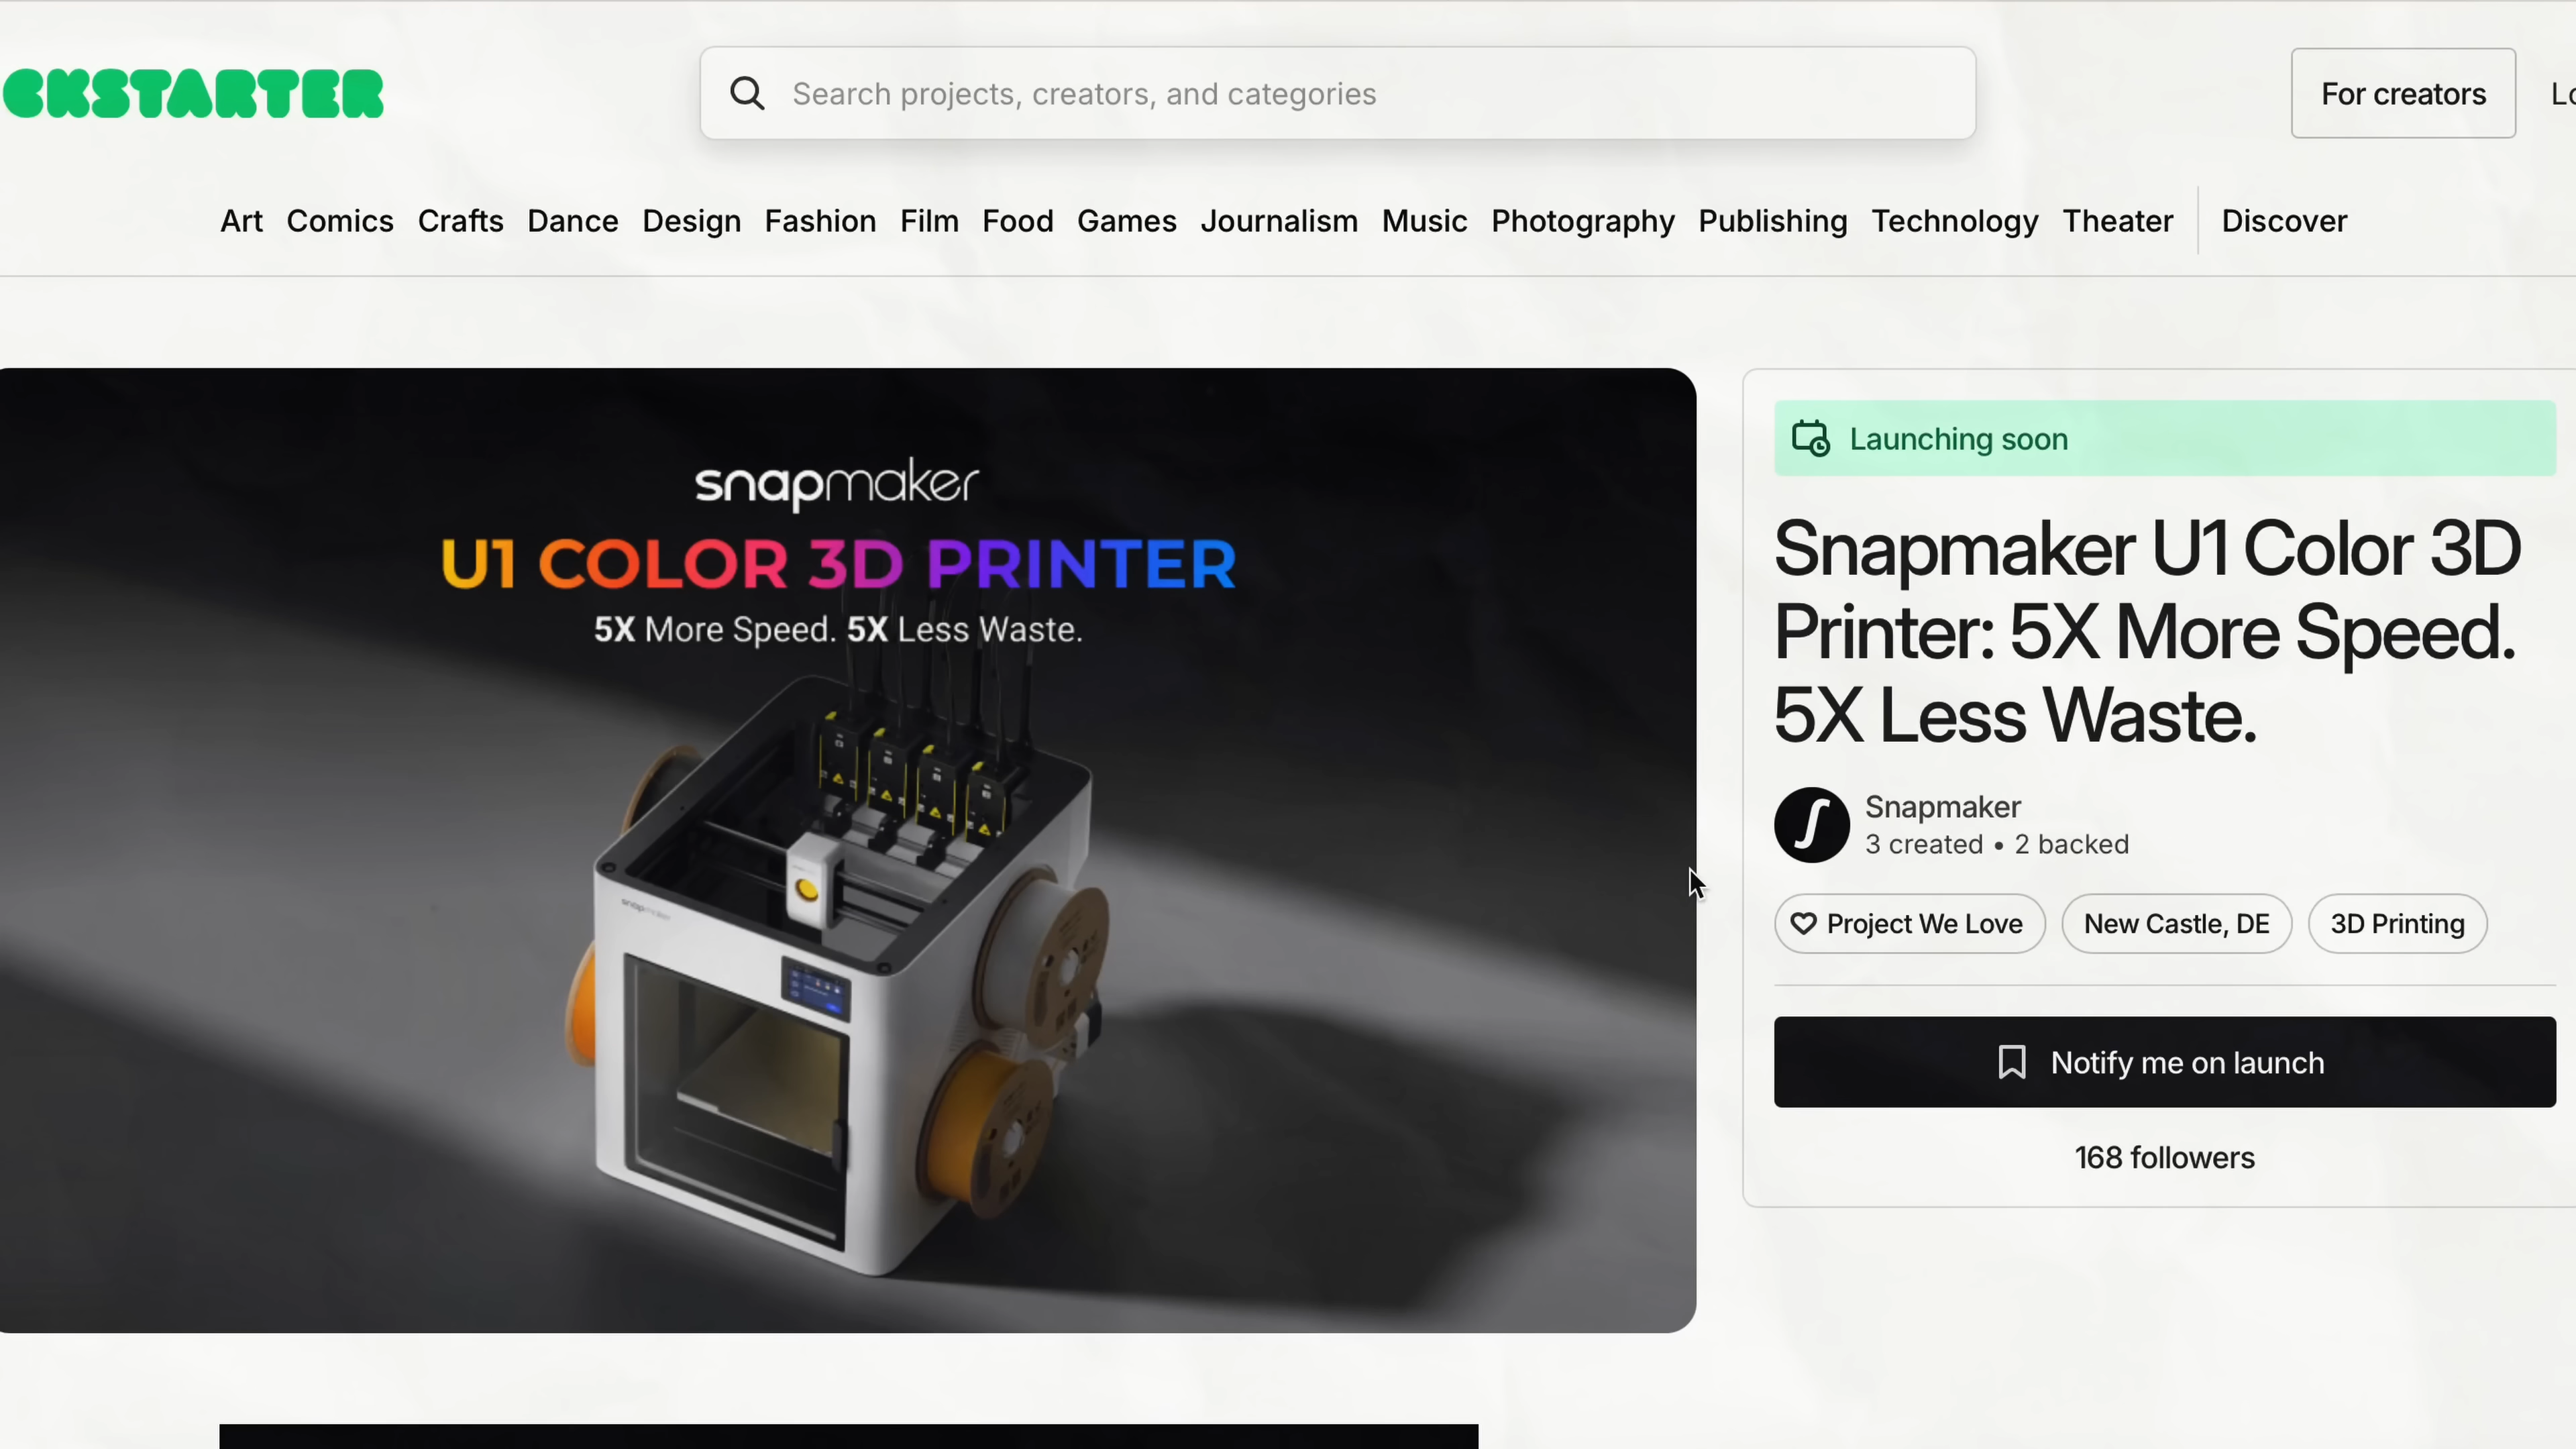 CKSTARTER
Search projects, creators, and categories
For creators
Lo
Art Comics Crafts Dance Design Fashion Film Food Games Journalism Music Photography Publishing Technology Theater Discover
snapmaker
U1 COLOR 3D PRINTER
5X More Speed. 5X Less Waste.
snapmaker
Launching soon
Snapmaker U1 Color 3D
Printer: 5X More Speed.
5X Less Waste.
Snapmaker
3 created • 2 backed
Project We Love
New Castle, DE
3D Printing
Notify me on launch
168 followers